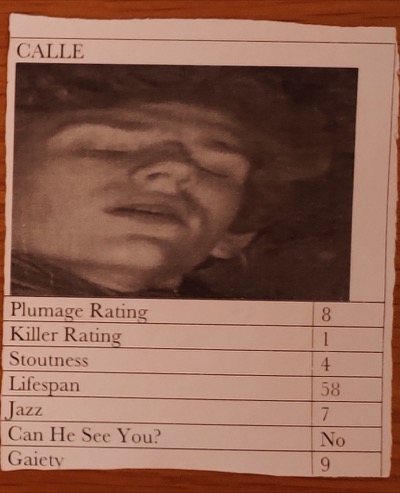 CALLE
Plumage Rating 8
Killer Rating 1
Stoutness 4
Lifespan 58
Jazz 7
Can He See You? No
Gaiety 9